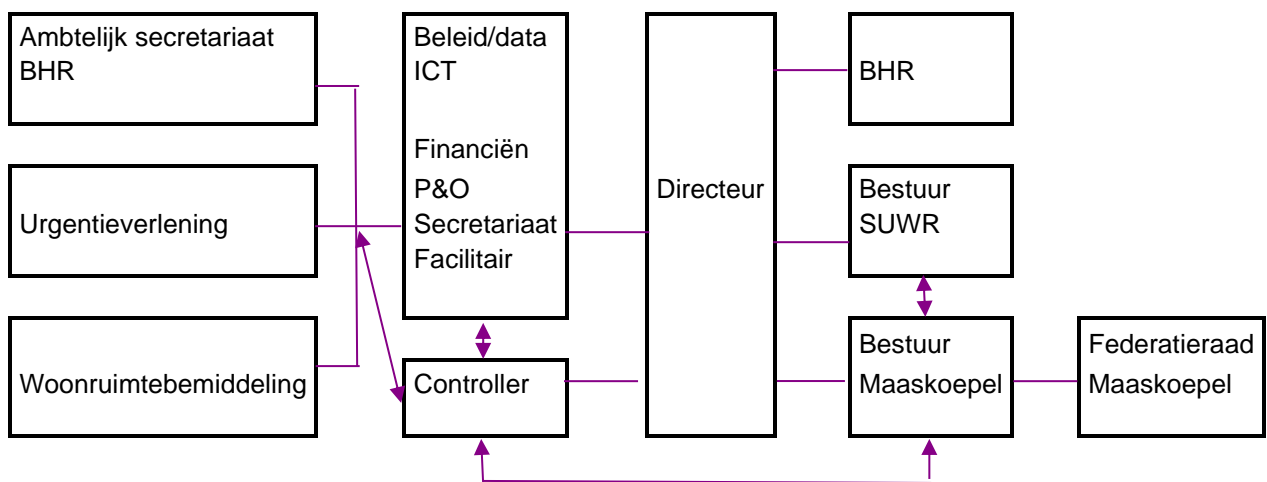 Ambtelijk secretariaat
BHR
Urgentieverlening
Woonruimtebemiddeling
Beleid/data
ICT
Financiën
P&O
Secretariaat
Facilitair
Controller
Directeur
BHR
Bestuur
SUWR
Bestuur
Maaskoepel
Federatieraad
Maaskoepel